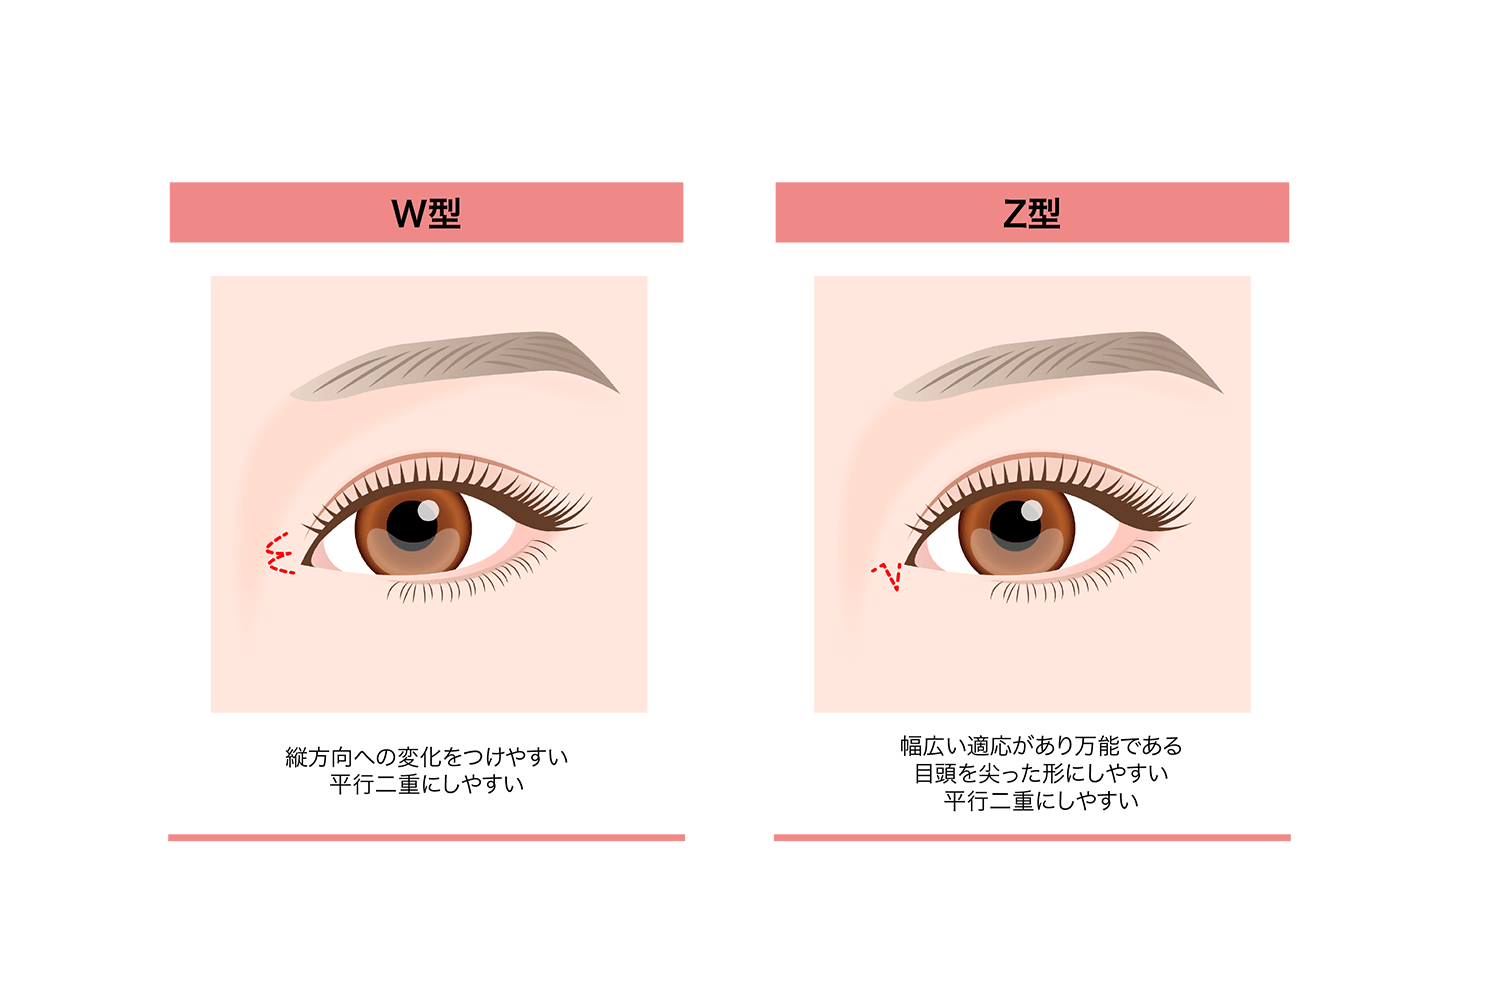 W型
縦方向への変化をつけやすい
平行二重にしやすい
Z型
幅広い適応があり万能である
目頭を尖った形にしやすい
平行二重にしやすい